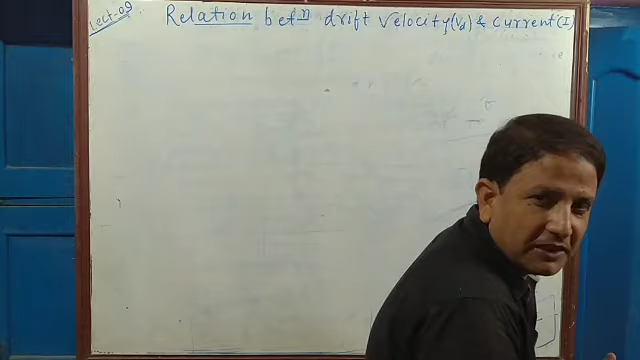 Lect-09
Relation betn drift velocity (Vd) & Current (I)